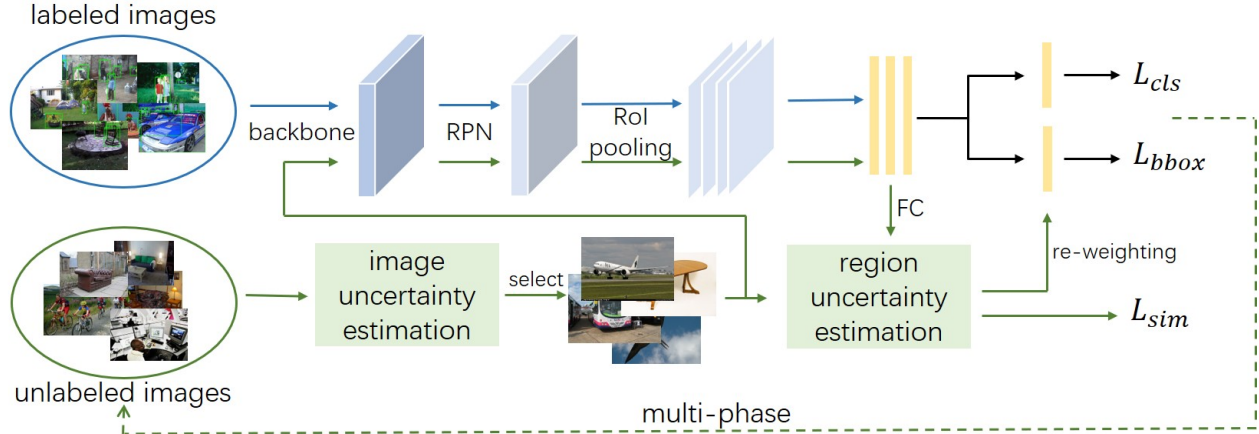 labeled images
backbone
RPN
RoI
pooling
L_cls
L_bbox
FC
image
uncertainty
estimation
select
region
uncertainty
estimation
re-weighting
L_sim
unlabeled images
multi-phase